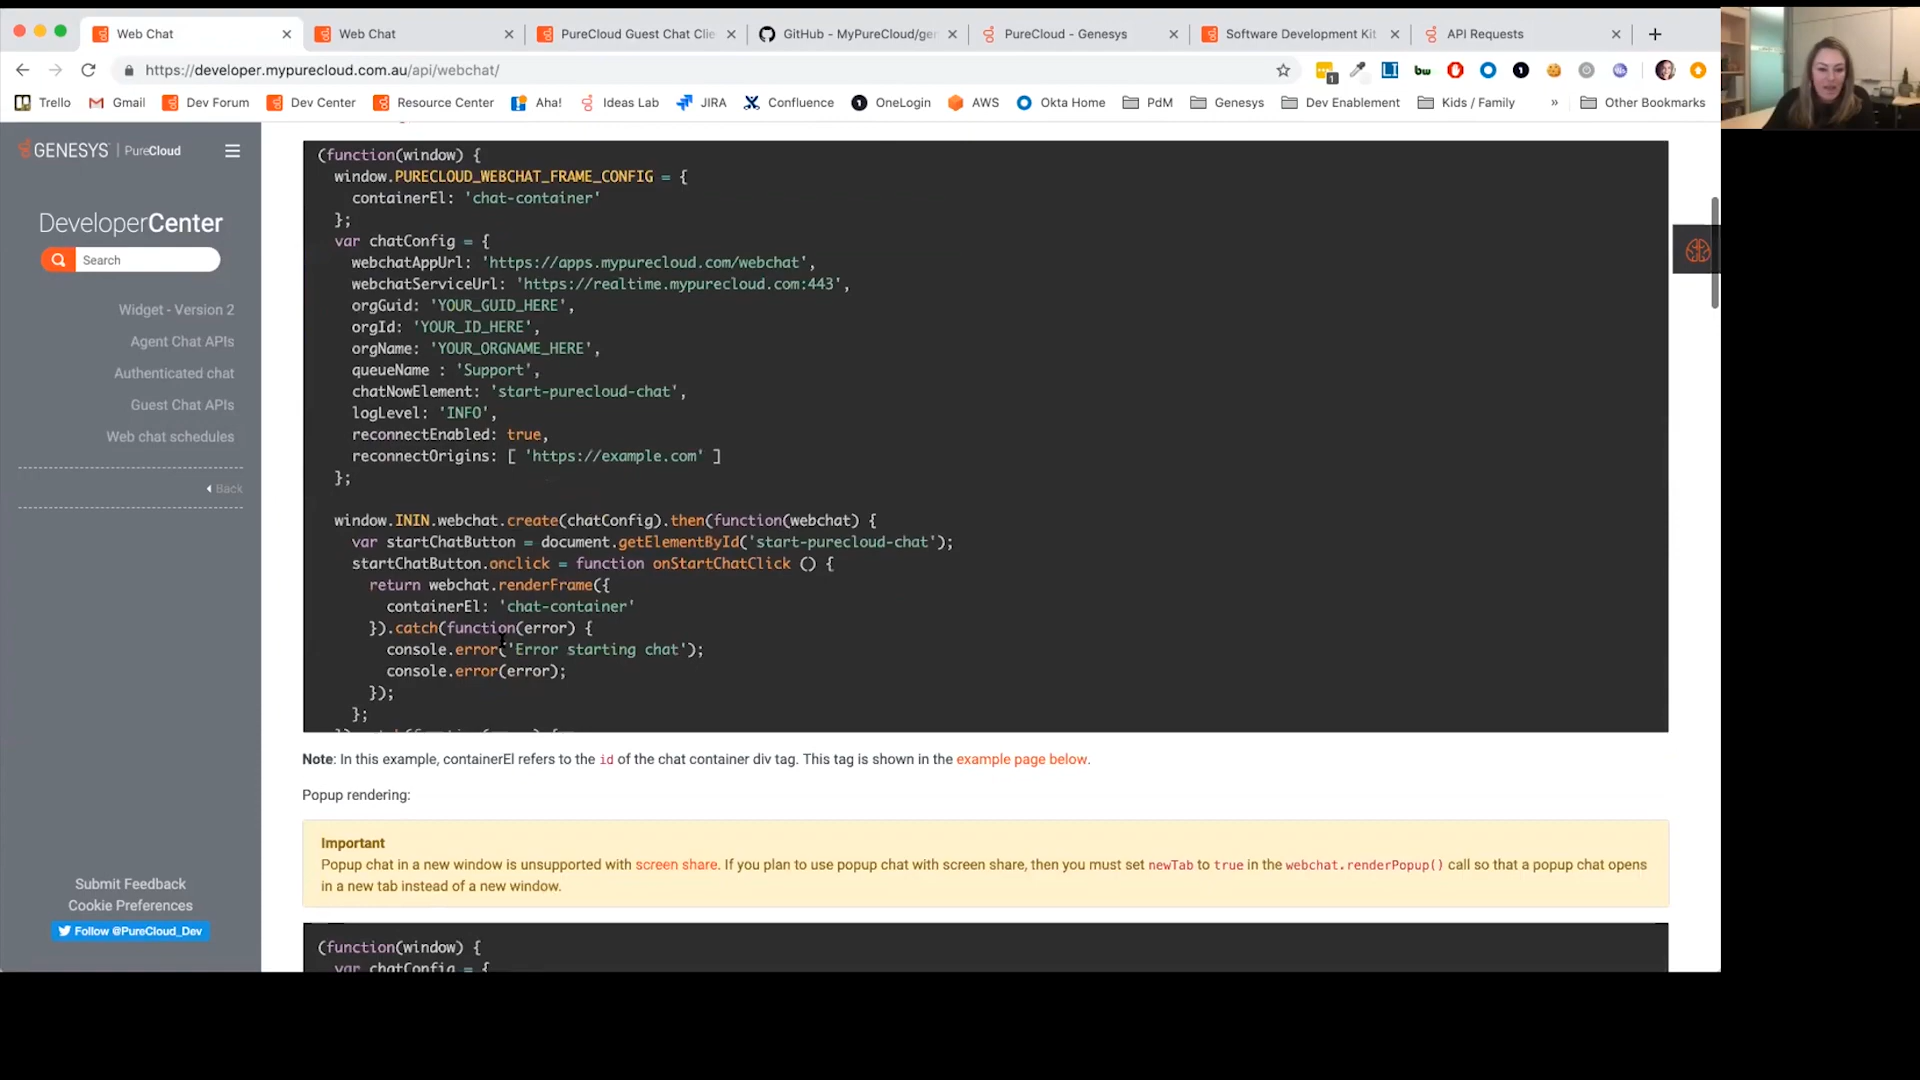 Web Chat
Web Chat
PureCloud Guest Chat Clie
GitHub - MyPureCloud/ger
PureCloud - Genesys
Software Development Kit
API Requests
https://developer.mypurecloud.com.au/api/webchat/
Trello
Gmail
Dev Forum
Dev Center
Resource Center
Aha!
Ideas Lab
JIRA
Confluence
OneLogin
AWS
Okta Home
PdM
Genesys
Dev Enablement
Kids / Family
»
Other Bookmarks
GENESYS | PureCloud
DeveloperCenter
Search
Widget - Version 2
Agent Chat APIs
Authenticated chat
Guest Chat APIs
Web chat schedules
Back
Submit Feedback
Cookie Preferences
Follow @PureCloud_Dev
(function(window) {
window.PURECLOUD_WEBCHAT_FRAME_CONFIG = {
containerEl: 'chat-container'
};
var chatConfig = {
webchatAppUrl: 'https://apps.mypurecloud.com/webchat',
webchatServiceUrl: 'https://realtime.mypurecloud.com:443',
orgGuid: 'YOUR_GUID_HERE',
orgId: 'YOUR_ID_HERE',
orgName: 'YOUR_ORGNAME_HERE',
queueName : 'Support',
chatNowElement: 'start-purecloud-chat',
logLevel: 'INFO',
reconnectEnabled: true,
reconnectOrigins: [ 'https://example.com' ]
};
window.ININ.webchat.create(chatConfig).then(function(webchat) {
var startChatButton = document.getElementById('start-purecloud-chat');
startChatButton.onclick = function onStartChatClick () {
return webchat.renderFrame({
containerEl: 'chat-container'
}).catch(function(error) {
console.error('Error starting chat');
console.error(error);
});
};
Note: In this example, containerEl refers to the id of the chat container div tag. This tag is shown in the example page below.
Popup rendering:
Important
Popup chat in a new window is unsupported with screen share. If you plan to use popup chat with screen share, then you must set newTab to true in the webchat.renderPopup() call so that a popup chat opens
in a new tab instead of a new window.
(function(window) {
var chatConfig = {